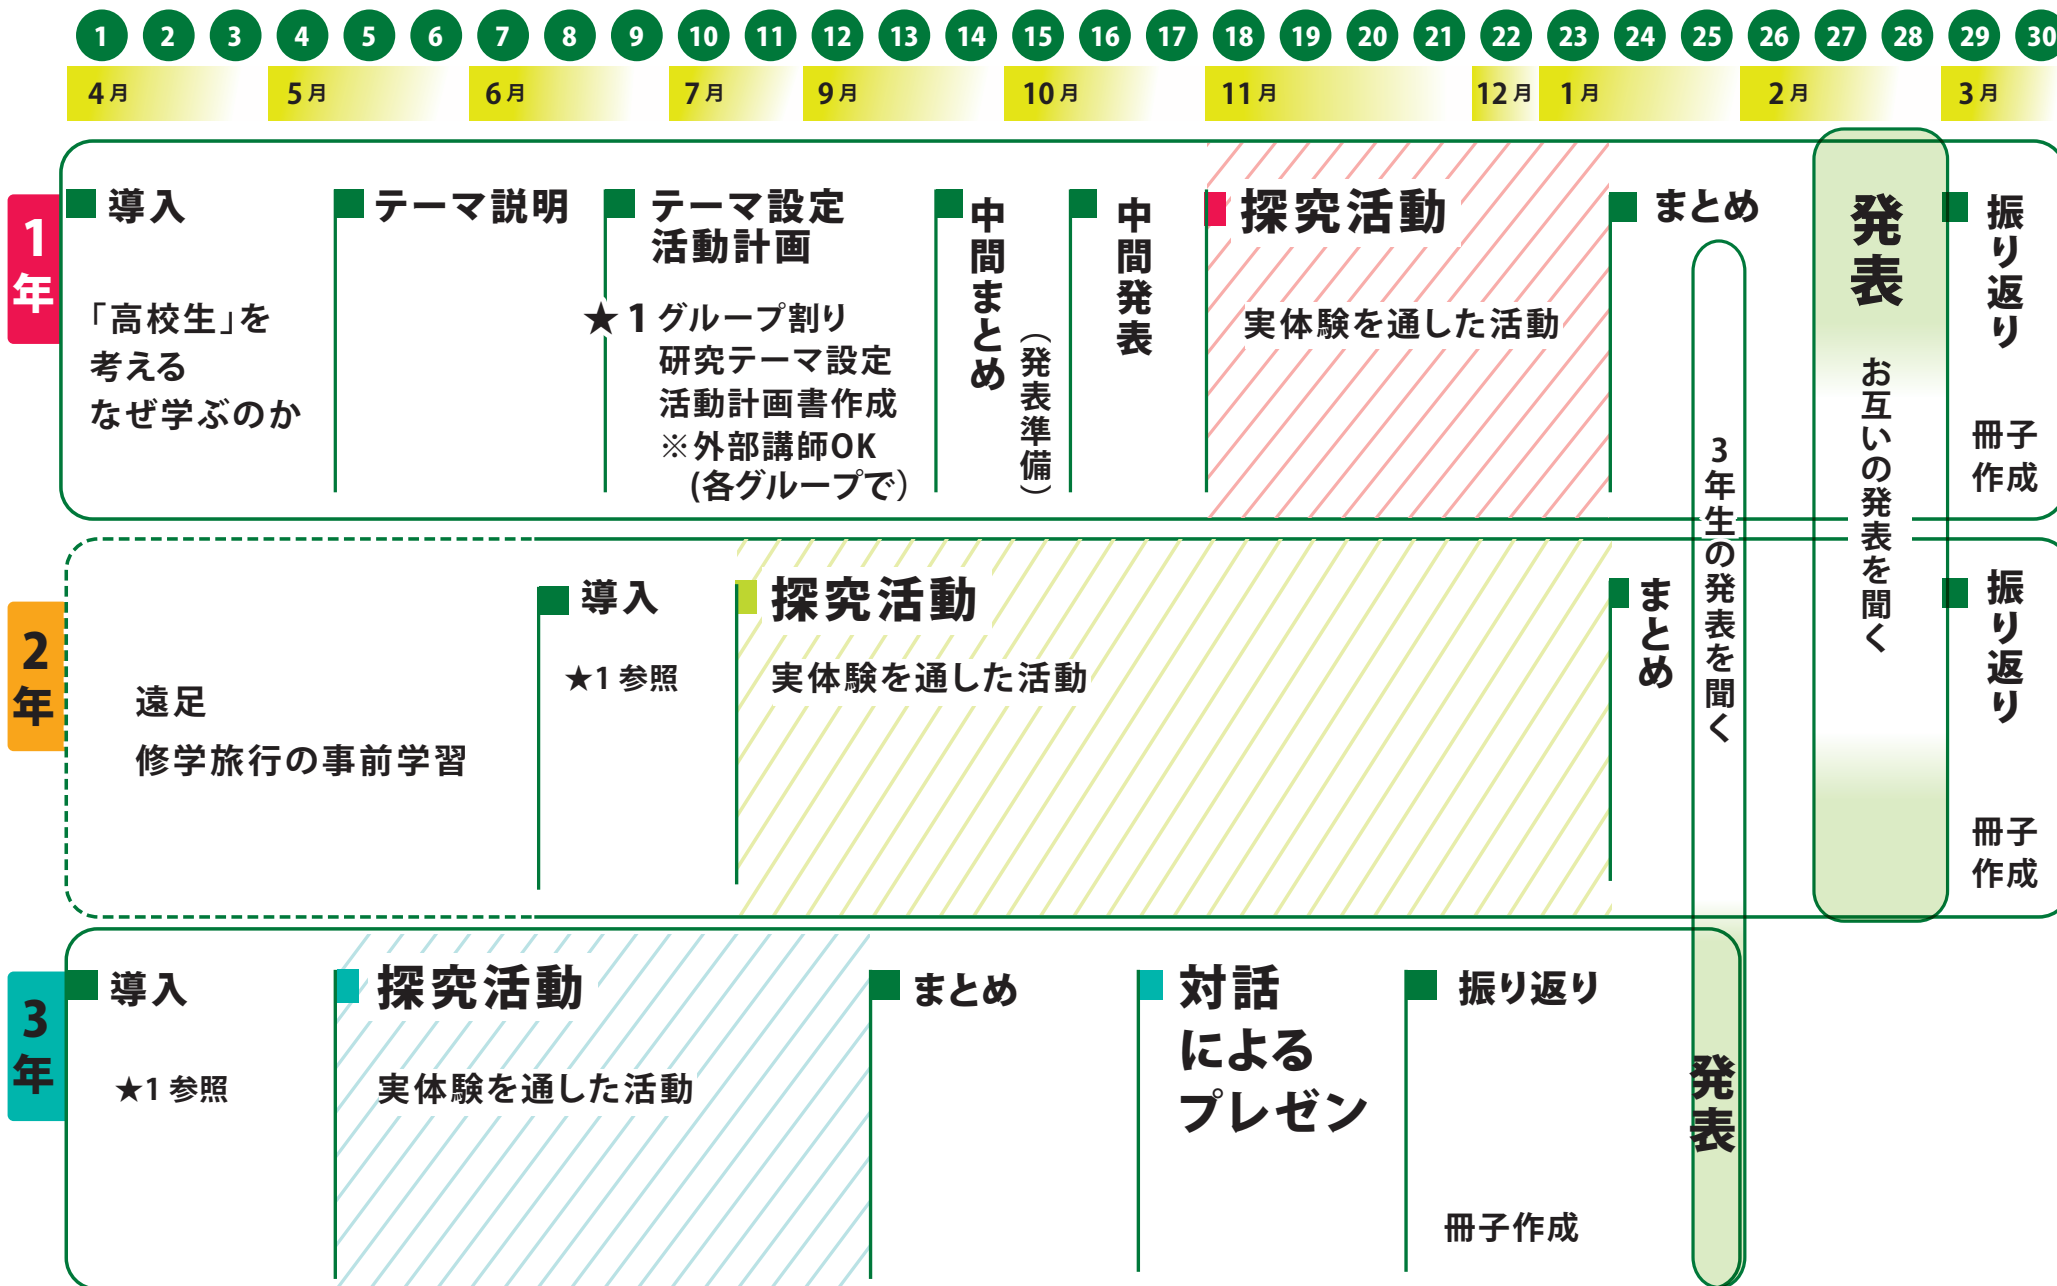 1 2 3 4 5 6 7 8 9 10 11 12 13 14 15 16 17 18 19 20 21 22 23 24 25 26 27 28 29 30
4月 5月 6月 7月 9月 10月 11月 12月 1月 2月 3月
1年
導入
「高校生」を
考える
なぜ学ぶのか
テーマ説明
テーマ設定
活動計画
★1 グループ割り
研究テーマ設定
活動計画書作成
※外部講師OK
(各グループで)
中間まとめ
（発表準備）
中間発表
探究活動
実体験を通した活動
まとめ
3年生の発表を聞く
発表
お互いの発表を聞く
振り返り
冊子
作成
2年
遠足
修学旅行の事前学習
導入
★1 参照
探究活動
実体験を通した活動
まとめ
振り返り
冊子
作成
3年
導入
★1 参照
探究活動
実体験を通した活動
まとめ
対話
による
プレゼン
振り返り
冊子作成
発表